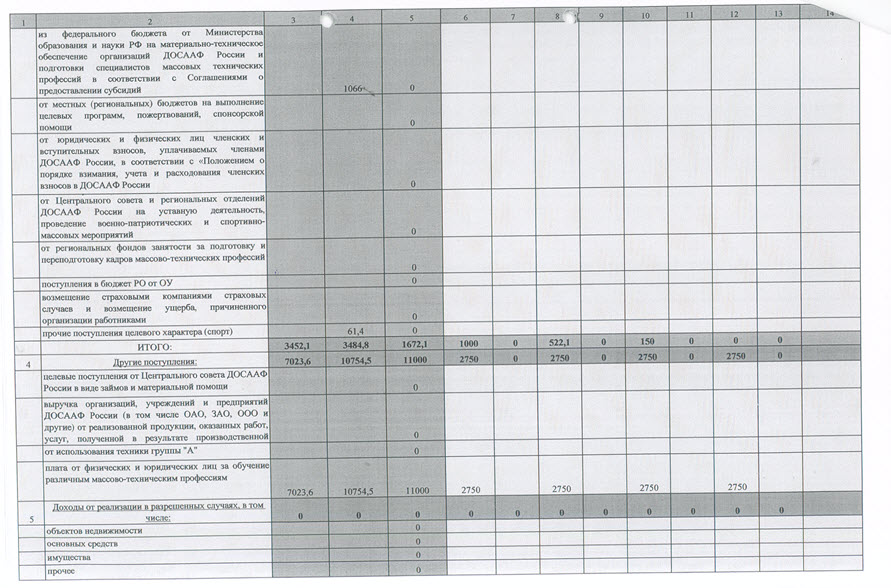 1 2 3 4 5 6 7 8 9 10 11 12 13 14
из федерального бюджета от Министерства
образования и науки РФ на материально-техническое
обеспечение организаций ДОСААФ России и
подготовки специалистов массовых технических
профессий в соответствии с Соглашениями о
предоставлении субсидий 1066 0
от местных (региональных) бюджетов на выполнение
целевых программ, пожертвований, спонсорской
помощи 0
от юридических и физических лиц членских и
вступительных взносов, уплачиваемых членами
ДОСААФ России, в соответствии с «Положением о
порядке взимания, учета и расходования членских
взносов в ДОСААФ России 0
от Центрального совета и региональных отделений
ДОСААФ России на уставную деятельность,
проведение военно-патриотических и спортивно-
массовых мероприятий 0
от региональных фондов занятости за подготовку и
переподготовку кадров массово-технических профессий
0
поступления в бюджет РО от ОУ 0
возмещение страховыми компаниями страховых
случаев и возмещение ущерба, причиненного
организации работниками 0
прочие поступления целевого характера (спорт) 61,4 0
ИТОГО: 3452,1 3484,8 1672,1 1000 0 522,1 0 150 0 0 0
4 Другие поступления: 7023,6 10754,5 11000 2750 0 2750 0 2750 0 2750 0
целевые поступления от Центрального совета ДОСААФ
России в виде займов и материальной помощи 0
выручка организаций, учреждений и предприятий
ДОСААФ России (в том числе ОАО, ЗАО, ООО и
другие) от реализованной продукции, оказанных работ,
услуг, полученной в результате производственной 0
от использования техники группы "А" 0
плата от физических и юридических лиц за обучение
различным массово-техническим профессиям
7023,6 10754,5 11000 2750 2750 2750 2750
Доходы от реализации в разрешенных случаях, в том
5 числе: 0 0 0 0 0 0 0 0 0 0 0
объектов недвижимости 0
основных средств 0
имущества 0
прочее 0